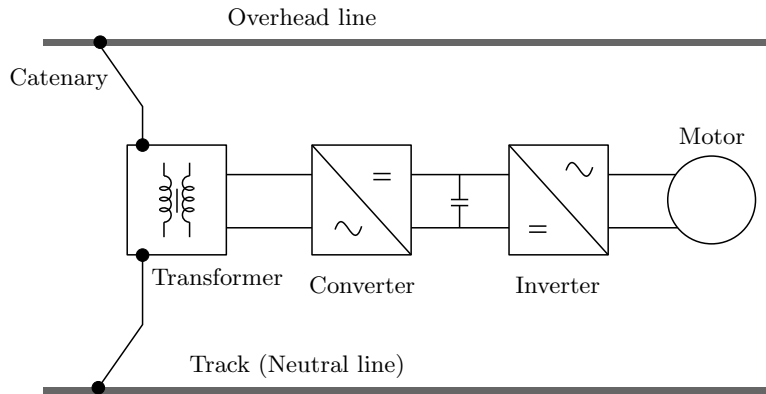 Overhead line
Catenary
Motor
Transformer
Converter
Inverter
Track (Neutral line)